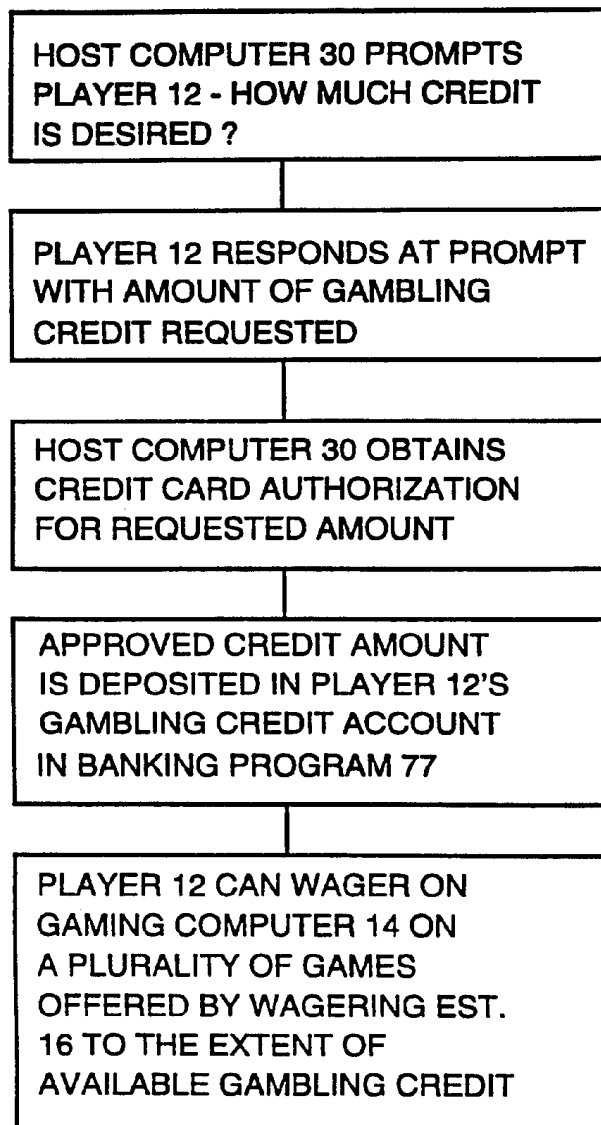 HOST COMPUTER 30 PROMPTS
PLAYER 12 - HOW MUCH CREDIT
IS DESIRED ?
PLAYER 12 RESPONDS AT PROMPT
WITH AMOUNT OF GAMBLING
CREDIT REQUESTED
HOST COMPUTER 30 OBTAINS
CREDIT CARD AUTHORIZATION
FOR REQUESTED AMOUNT
APPROVED CREDIT AMOUNT
IS DEPOSITED IN PLAYER 12'S
GAMBLING CREDIT ACCOUNT
IN BANKING PROGRAM 77
PLAYER 12 CAN WAGER ON
GAMING COMPUTER 14 ON
A PLURALITY OF GAMES
OFFERED BY WAGERING EST.
16 TO THE EXTENT OF
AVAILABLE GAMBLING CREDIT